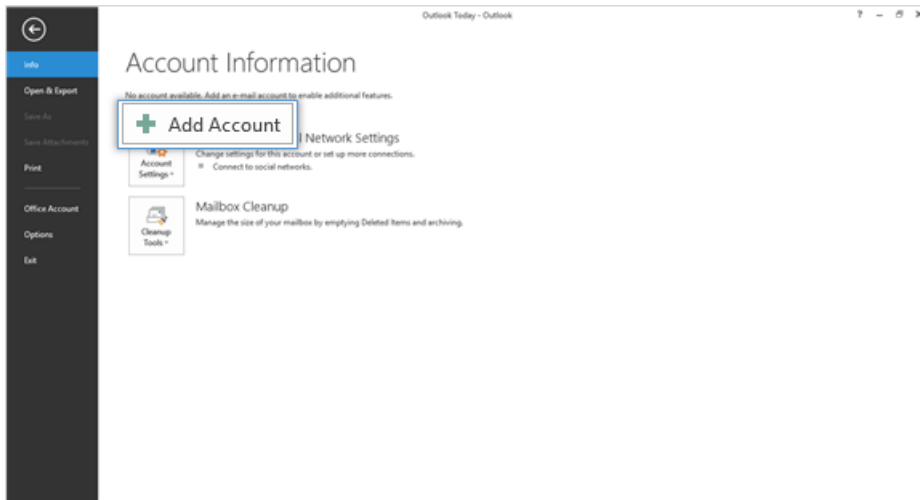 Outlook Today - Outlook
?
Info
Open & Export
Save As
Save Attachments
Print
Office Account
Options
Exit
Account Information
No account available. Add an e-mail account to enable additional features.
Add Account
Network Settings
Change settings for this account or set up more connections.
Connect to social networks.
Account
Settings
Mailbox Cleanup
Manage the size of your mailbox by emptying Deleted Items and archiving.
Cleanup
Tools